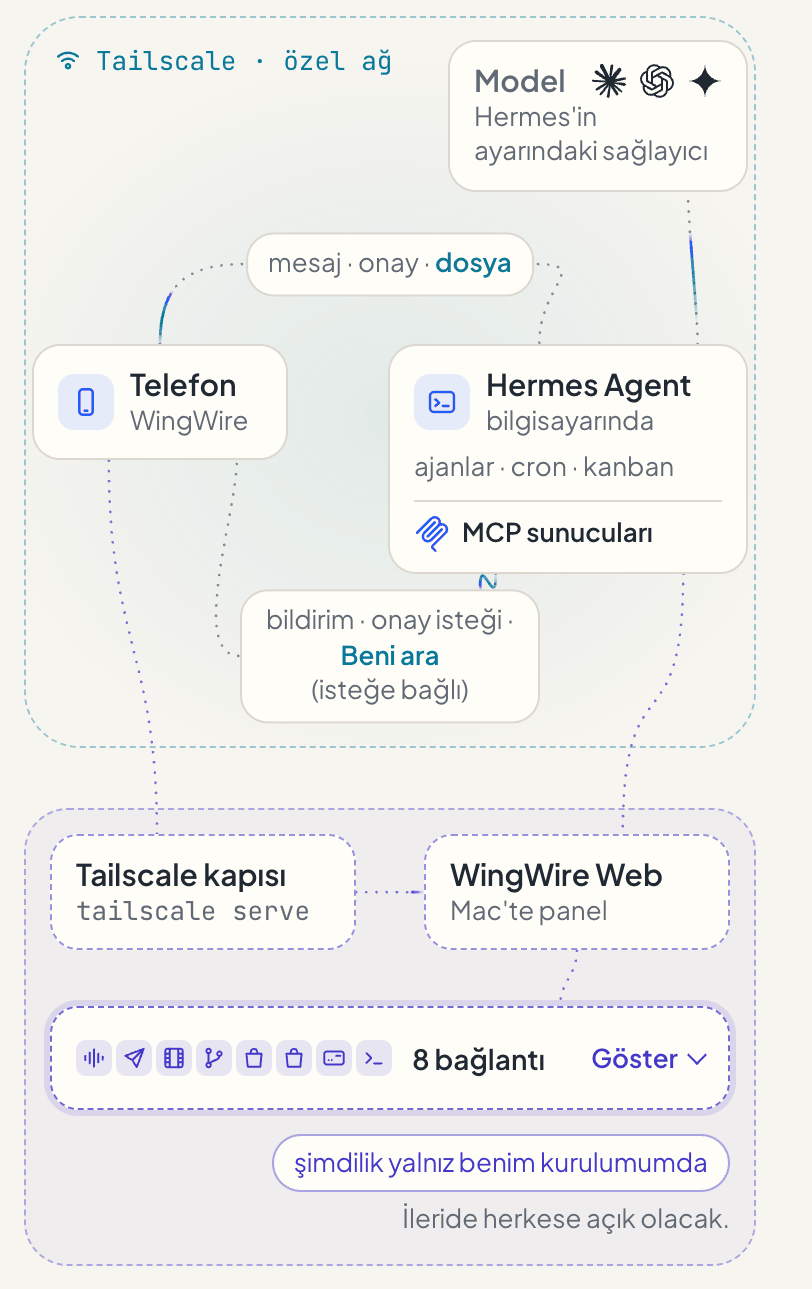 Tailscale · özel ağ
Model
Hermes'in
ayarındaki sağlayıcı
mesaj · onay · dosya
Telefon
WingWire
Hermes Agent
bilgisayarında
ajanlar · cron · kanban
MCP sunucuları
bildirim · onay isteği ·
Beni ara
(isteğe bağlı)
Tailscale kapısı
tailscale serve
WingWire Web
Mac'te panel
8 bağlantı
Göster
şimdilik yalnız benim kurulumumda
İleride herkese açık olacak.